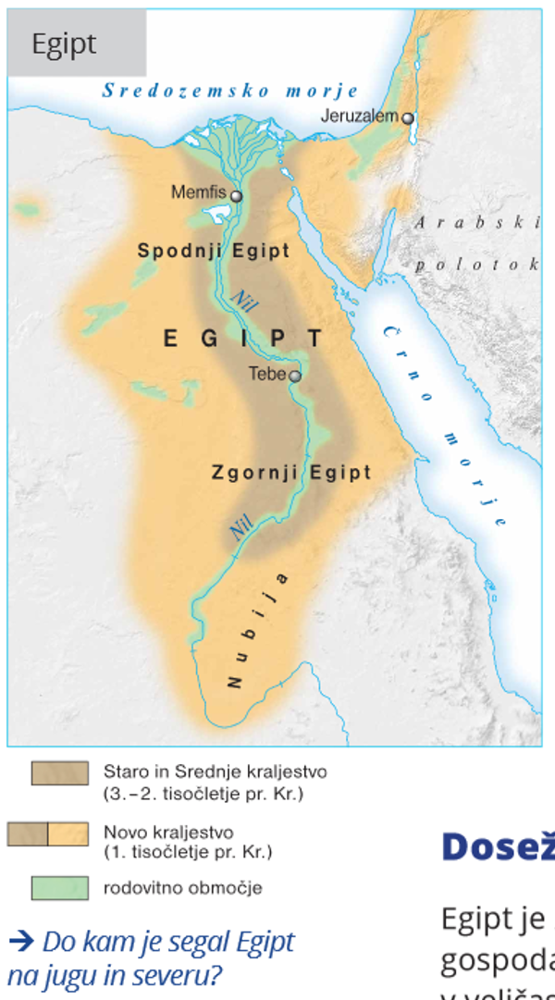 Egipt
Sredozemsko morje
Jeruzalem
Memfis
Arabski
polotok
Spodnji Egipt
Nil
EGIPT
Črno morje
Tebe
Zgornji Egipt
Nil
Nubija
Staro in Srednje kraljestvo
(3.–2. tisočletje pr. Kr.)
Novo kraljestvo
(1. tisočletje pr. Kr.)
rodovitno območje
➔ Do kam je segal Egipt
na jugu in severu?
Dosež
Egipt je
gospoda